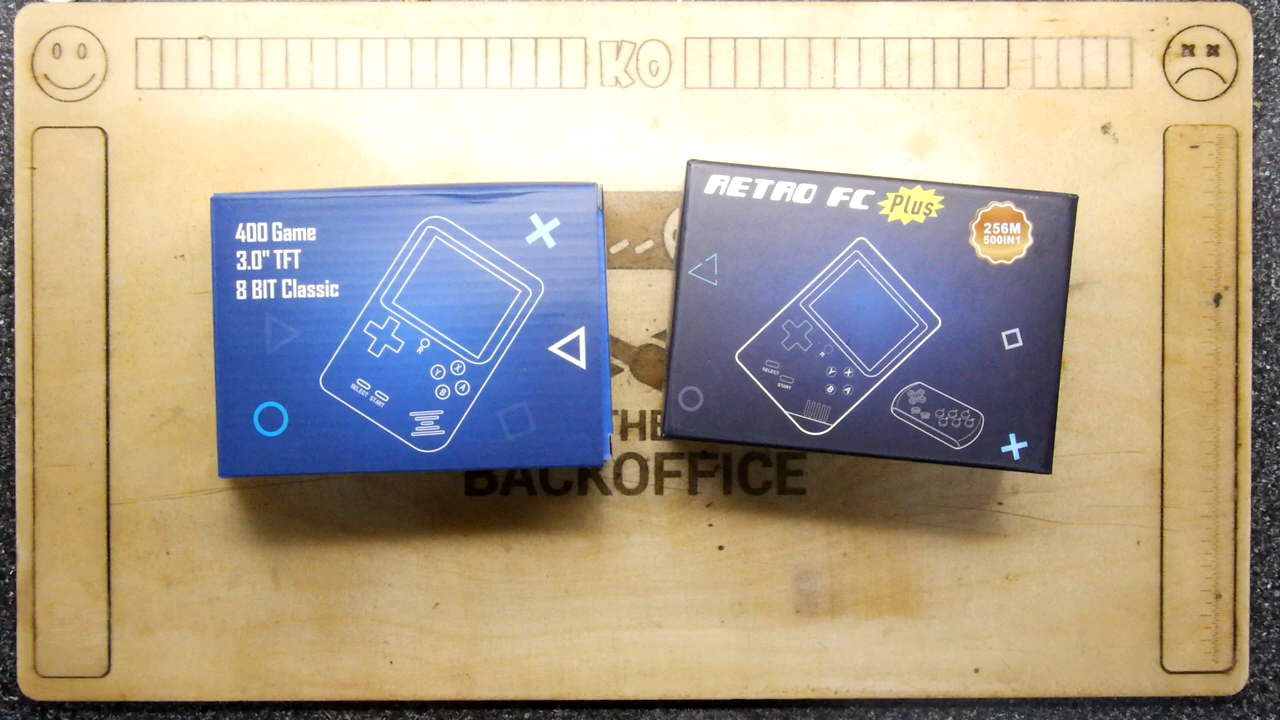 KO
400 Game
3.0" TFT
8 BIT Classic
Y
X
B
A
R
SELECT
START
RETRO FC Plus
256M
500IN1
R
Y
X
B
A
SELECT
START
THE
BACKOFFICE